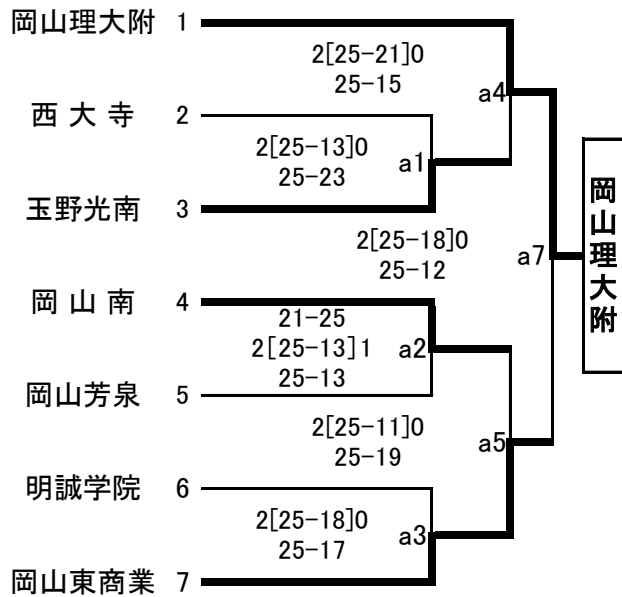 岡山理大附 1
2[25-21]0
25-15
a4
西 大 寺 2
2[25-13]0
25-23
a1
玉野光南 3
2[25-18]0
25-12
a7
岡山理大附
岡 山 南 4
21-25
2[25-13]1
25-13
a2
岡山芳泉 5
2[25-11]0
25-19
a5
明誠学院 6
2[25-18]0
25-17
a3
岡山東商業 7